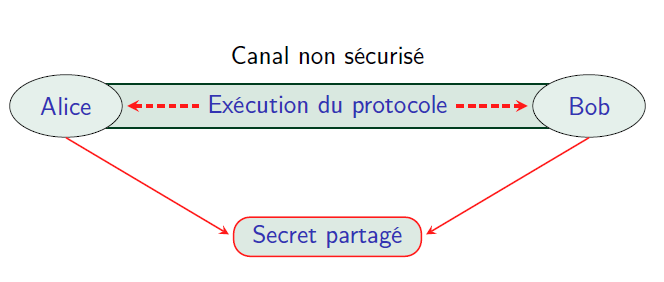 Canal non sécurisé
Alice Exécution du protocole Bob
Secret partagé